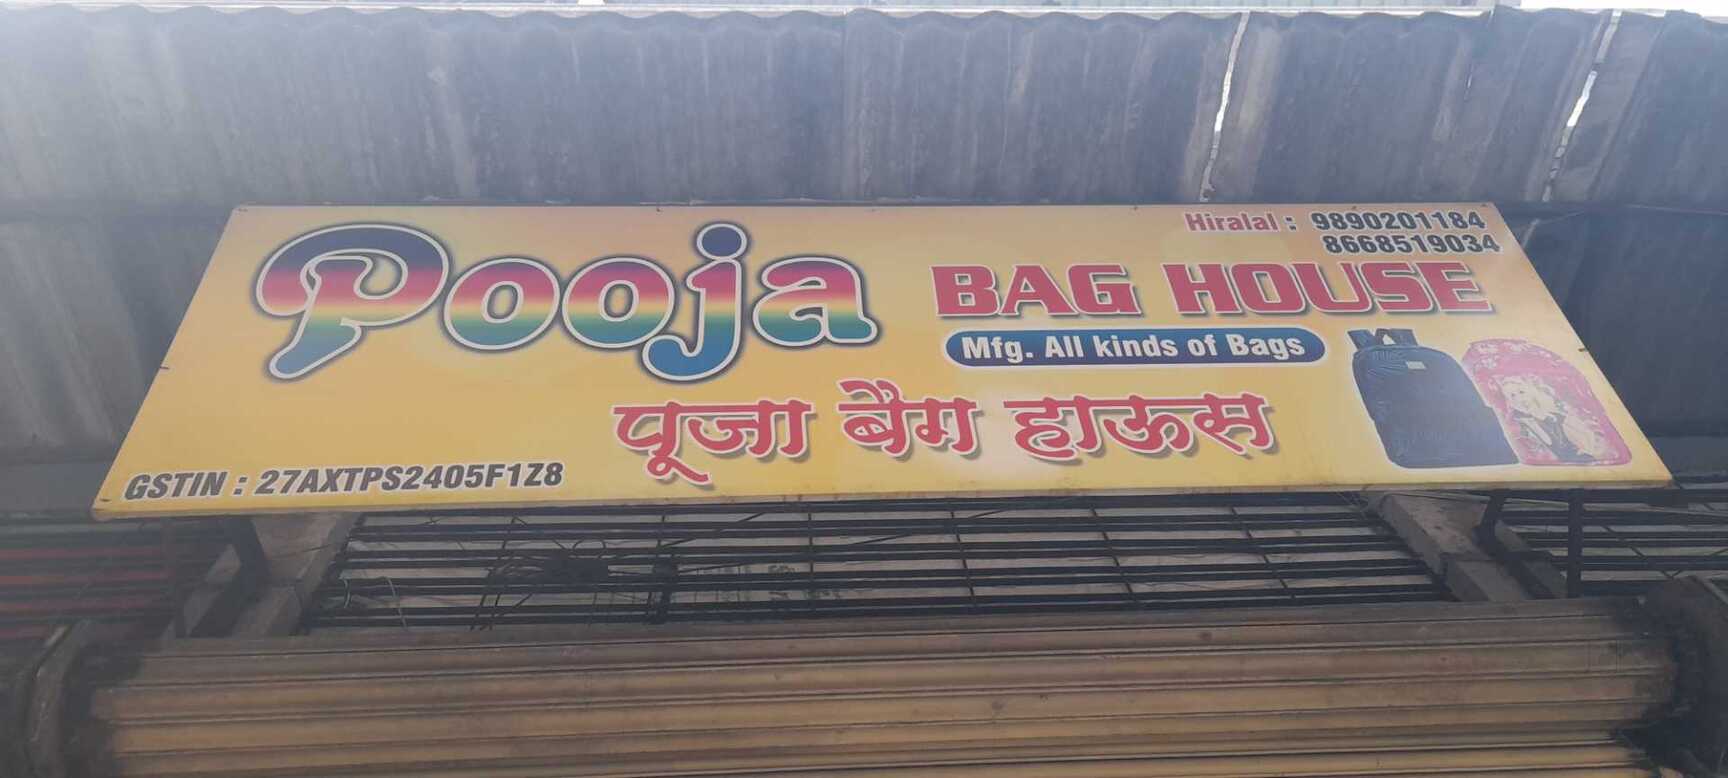 Hiralal : 9890201184
8668519034
Pooja BAG HOUSE
Mfg. All kinds of Bags
पूजा बैग हाऊस
GSTIN : 27AXTPS2405F1Z8